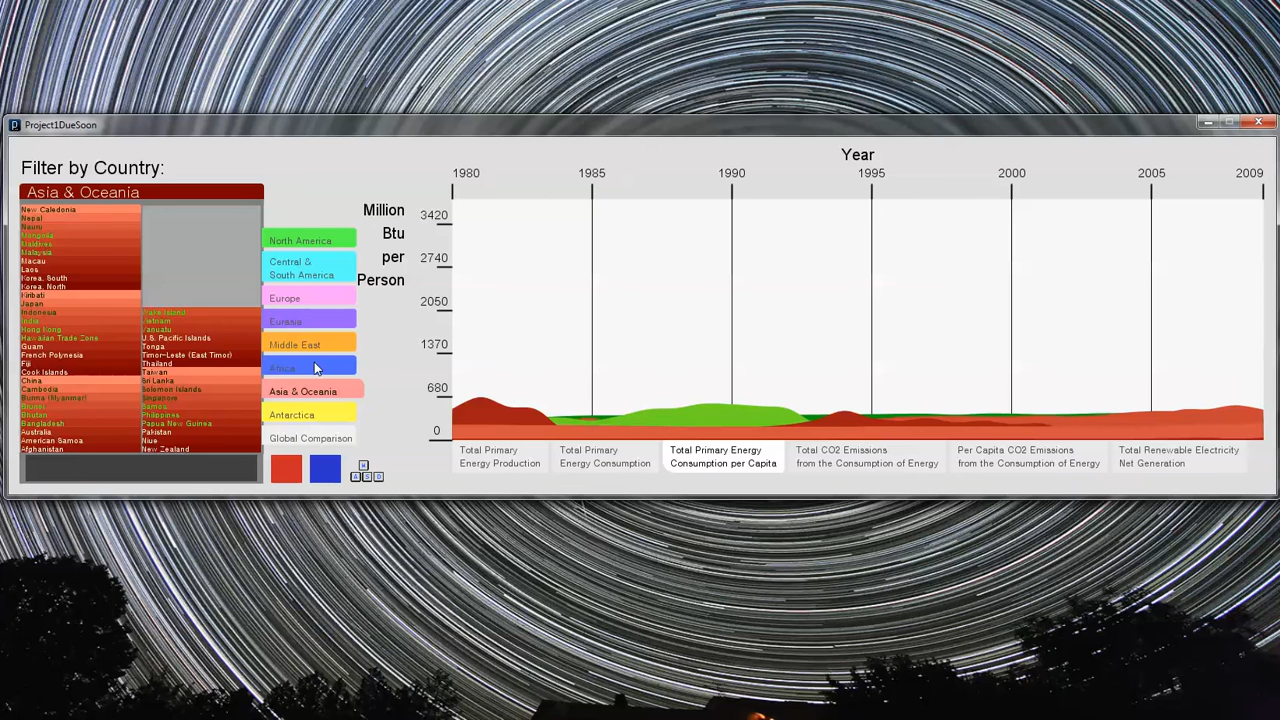 Project1DueSoon
Filter by Country:
Asia & Oceania
New Caledonia
Nepal
Nauru
Mongolia
Maldives
Malaysia
Macau
Laos
Korea, South
Korea, North
Kiribati
Japan
Indonesia
India
Hong Kong
Hawaiian Trade Zone
Guam
French Polynesia
Fiji
Cook Islands
China
Cambodia
Burma (Myanmar)
Brunei
Bhutan
Bangladesh
Australia
American Samoa
Afghanistan
Wake Island
Vietnam
Vanuatu
U.S. Pacific Islands
Tonga
Timor-Leste (East Timor)
Thailand
Taiwan
Sri Lanka
Solomon Islands
Singapore
Samoa
Philippines
Papua New Guinea
Pakistan
Niue
New Zealand
North America
Central &
South America
Europe
Eurasia
Middle East
Africa
Asia & Oceania
Antarctica
Global Comparison
W
A S D
Million
Btu
per
Person
Year
1980 1985 1990 1995 2000 2005 2009
3420
2740
2050
1370
680
0
Total Primary
Energy Production
Total Primary
Energy Consumption
Total Primary Energy
Consumption per Capita
Total CO2 Emissions
from the Consumption of Energy
Per Capita CO2 Emissions
from the Consumption of Energy
Total Renewable Electricity
Net Generation